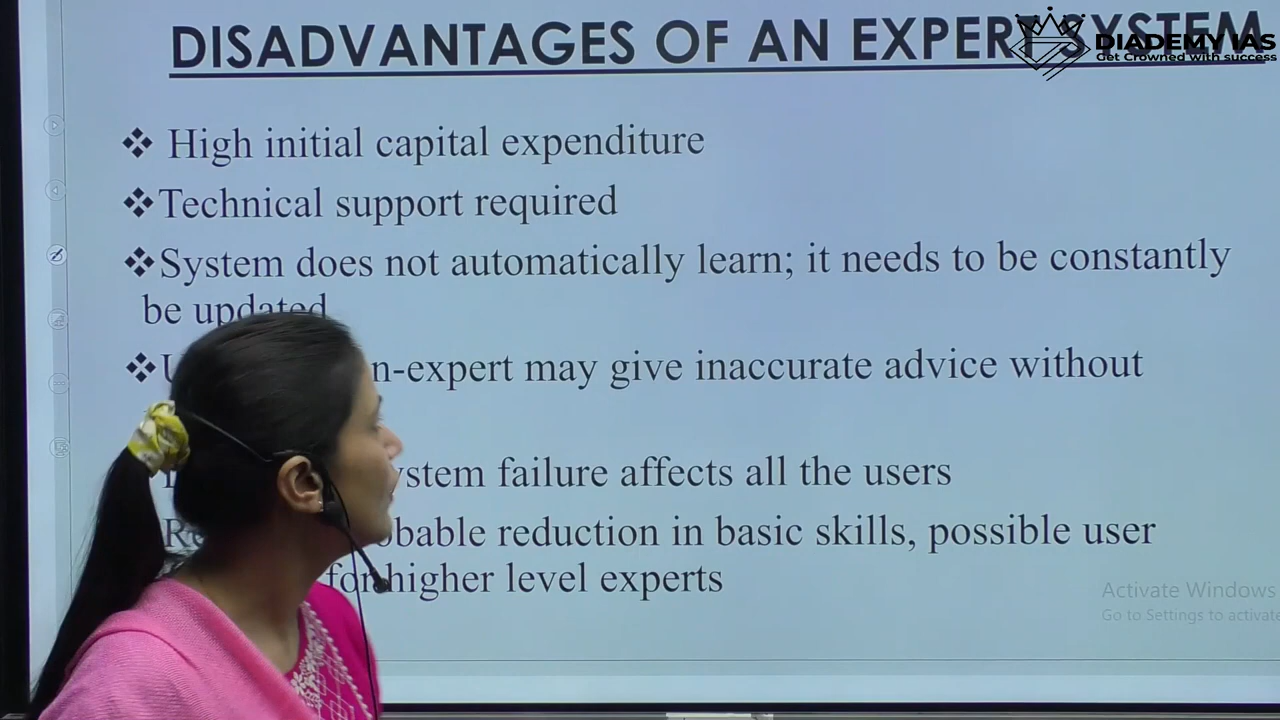 DISADVANTAGES OF AN EXPERT SYSTEM
DIADEMY IAS
Get Crowned with success
❖ High initial capital expenditure
❖Technical support required
❖System does not automatically learn; it needs to be constantly
be updated
❖ n-expert may give inaccurate advice without
ystem failure affects all the users
obable reduction in basic skills, possible user
for higher level experts
Activate Windows
Go to Settings to activate